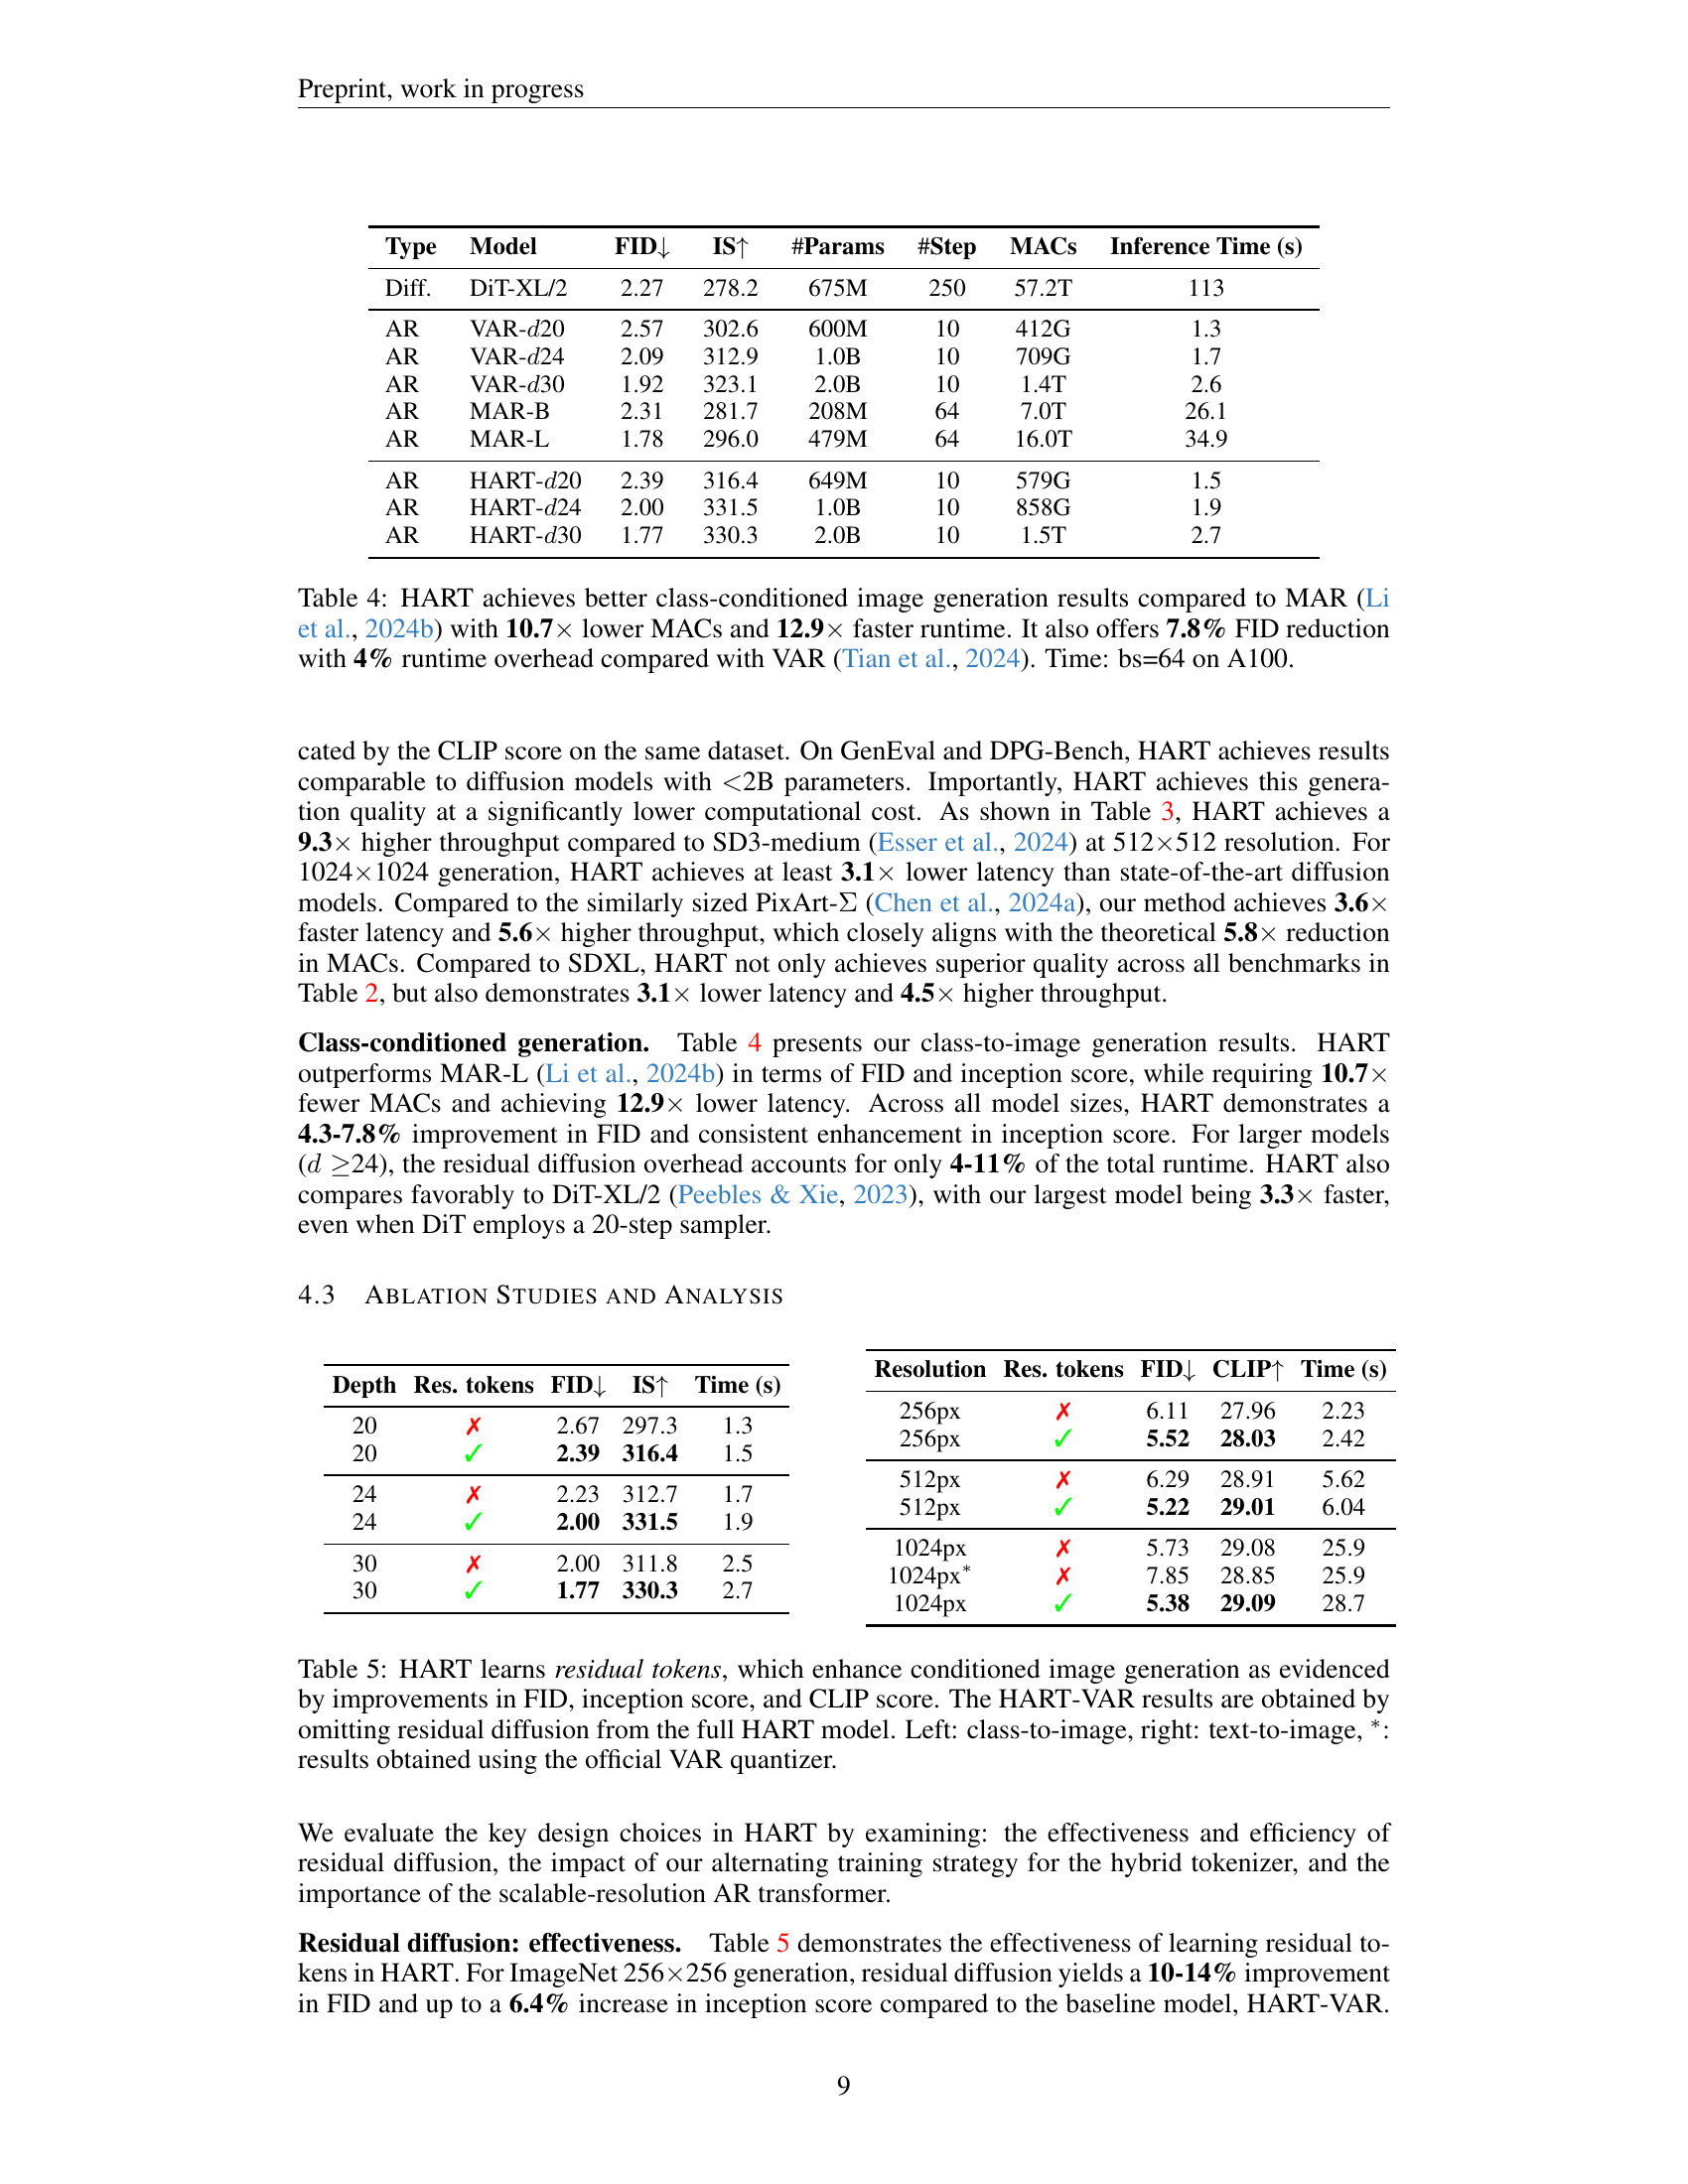 Preprint, work in progress
Type Model FID↓ IS↑ #Params #Step MACs Inference Time (s)
Diff. DiT-XL/2 2.27 278.2 675M 250 57.2T 113
AR VAR-d20 2.57 302.6 600M 10 412G 1.3
AR VAR-d24 2.09 312.9 1.0B 10 709G 1.7
AR VAR-d30 1.92 323.1 2.0B 10 1.4T 2.6
AR MAR-B 2.31 281.7 208M 64 7.0T 26.1
AR MAR-L 1.78 296.0 479M 64 16.0T 34.9
AR HART-d20 2.39 316.4 649M 10 579G 1.5
AR HART-d24 2.00 331.5 1.0B 10 858G 1.9
AR HART-d30 1.77 330.3 2.0B 10 1.5T 2.7
Table 4: HART achieves better class-conditioned image generation results compared to MAR (Li
et al., 2024b) with 10.7× lower MACs and 12.9× faster runtime. It also offers 7.8% FID reduction
with 4% runtime overhead compared with VAR (Tian et al., 2024). Time: bs=64 on A100.
cated by the CLIP score on the same dataset. On GenEval and DPG-Bench, HART achieves results
comparable to diffusion models with <2B parameters. Importantly, HART achieves this genera-
tion quality at a significantly lower computational cost. As shown in Table 3, HART achieves a
9.3× higher throughput compared to SD3-medium (Esser et al., 2024) at 512×512 resolution. For
1024×1024 generation, HART achieves at least 3.1× lower latency than state-of-the-art diffusion
models. Compared to the similarly sized PixArt-Σ (Chen et al., 2024a), our method achieves 3.6×
faster latency and 5.6× higher throughput, which closely aligns with the theoretical 5.8× reduction
in MACs. Compared to SDXL, HART not only achieves superior quality across all benchmarks in
Table 2, but also demonstrates 3.1× lower latency and 4.5× higher throughput.
Class-conditioned generation. Table 4 presents our class-to-image generation results. HART
outperforms MAR-L (Li et al., 2024b) in terms of FID and inception score, while requiring 10.7×
fewer MACs and achieving 12.9× lower latency. Across all model sizes, HART demonstrates a
4.3-7.8% improvement in FID and consistent enhancement in inception score. For larger models
(d ≥24), the residual diffusion overhead accounts for only 4-11% of the total runtime. HART also
compares favorably to DiT-XL/2 (Peebles & Xie, 2023), with our largest model being 3.3× faster,
even when DiT employs a 20-step sampler.
4.3 ABLATION STUDIES AND ANALYSIS
Depth Res. tokens FID↓ IS↑ Time (s)
20 ✗ 2.67 297.3 1.3
20 ✓ 2.39 316.4 1.5
24 ✗ 2.23 312.7 1.7
24 ✓ 2.00 331.5 1.9
30 ✗ 2.00 311.8 2.5
30 ✓ 1.77 330.3 2.7
Resolution Res. tokens FID↓ CLIP↑ Time (s)
256px ✗ 6.11 27.96 2.23
256px ✓ 5.52 28.03 2.42
512px ✗ 6.29 28.91 5.62
512px ✓ 5.22 29.01 6.04
1024px ✗ 5.73 29.08 25.9
1024px* ✗ 7.85 28.85 25.9
1024px ✓ 5.38 29.09 28.7
Table 5: HART learns residual tokens, which enhance conditioned image generation as evidenced
by improvements in FID, inception score, and CLIP score. The HART-VAR results are obtained by
omitting residual diffusion from the full HART model. Left: class-to-image, right: text-to-image, *:
results obtained using the official VAR quantizer.
We evaluate the key design choices in HART by examining: the effectiveness and efficiency of
residual diffusion, the impact of our alternating training strategy for the hybrid tokenizer, and the
importance of the scalable-resolution AR transformer.
Residual diffusion: effectiveness. Table 5 demonstrates the effectiveness of learning residual to-
kens in HART. For ImageNet 256×256 generation, residual diffusion yields a 10-14% improvement
in FID and up to a 6.4% increase in inception score compared to the baseline model, HART-VAR.
9